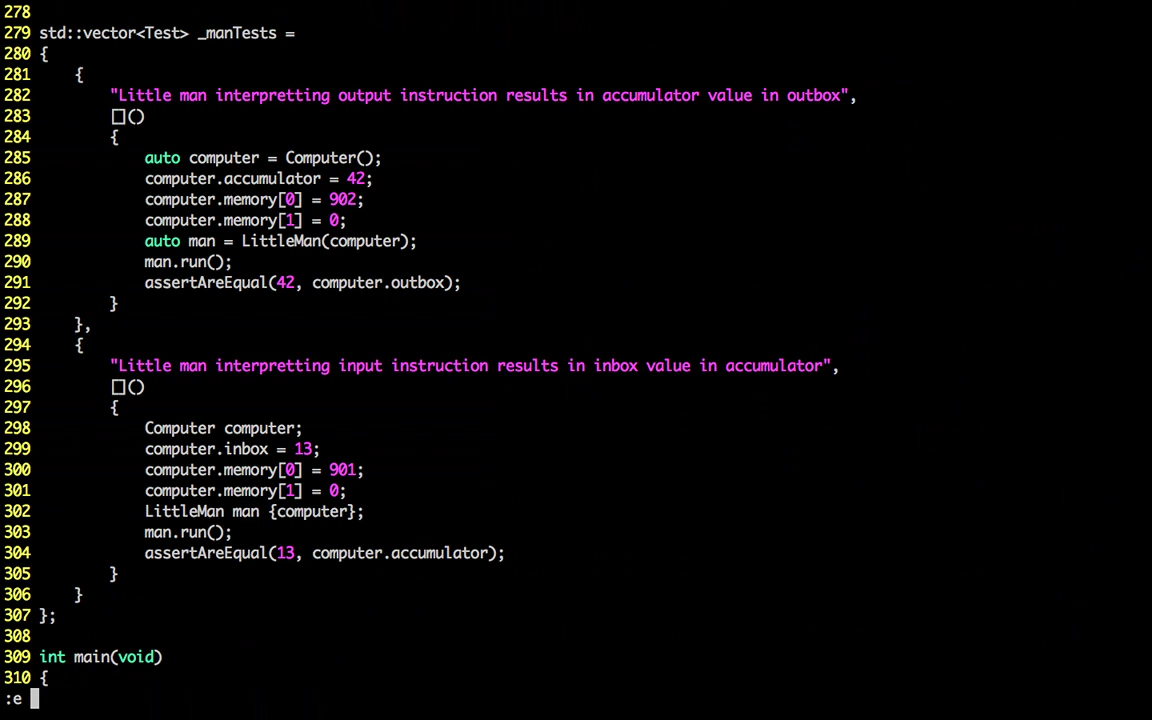 278
279 std::vector<Test> _manTests =
280 {
281     {
282         "Little man interpretting output instruction results in accumulator value in outbox",
283         []()
284         {
285             auto computer = Computer();
286             computer.accumulator = 42;
287             computer.memory[0] = 902;
288             computer.memory[1] = 0;
289             auto man = LittleMan(computer);
290             man.run();
291             assertAreEqual(42, computer.outbox);
292         }
293     },
294     {
295         "Little man interpretting input instruction results in inbox value in accumulator",
296         []()
297         {
298             Computer computer;
299             computer.inbox = 13;
300             computer.memory[0] = 901;
301             computer.memory[1] = 0;
302             LittleMan man {computer};
303             man.run();
304             assertAreEqual(13, computer.accumulator);
305         }
306     }
307 };
308
309 int main(void)
310 {
:e